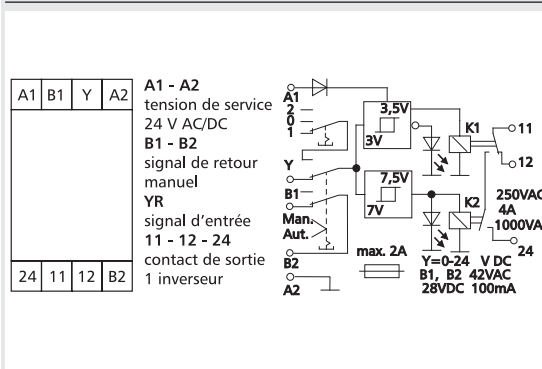 A1 B1 Y A2
24 11 12 B2
A1 - A2
tension de service
24 V AC/DC
B1 - B2
signal de retour
manuel
YR
signal d'entrée
11 - 12 - 24
contact de sortie
1 inverseur
A1
2
0
1
Y
B1
Man.
Aut.
B2
A2
3,5V
3V
7,5V
7V
max. 2A
K1
K2
11
12
250VAC
4A
1000VA
24
Y=0-24 V DC
B1, B2 42VAC
28VDC 100mA